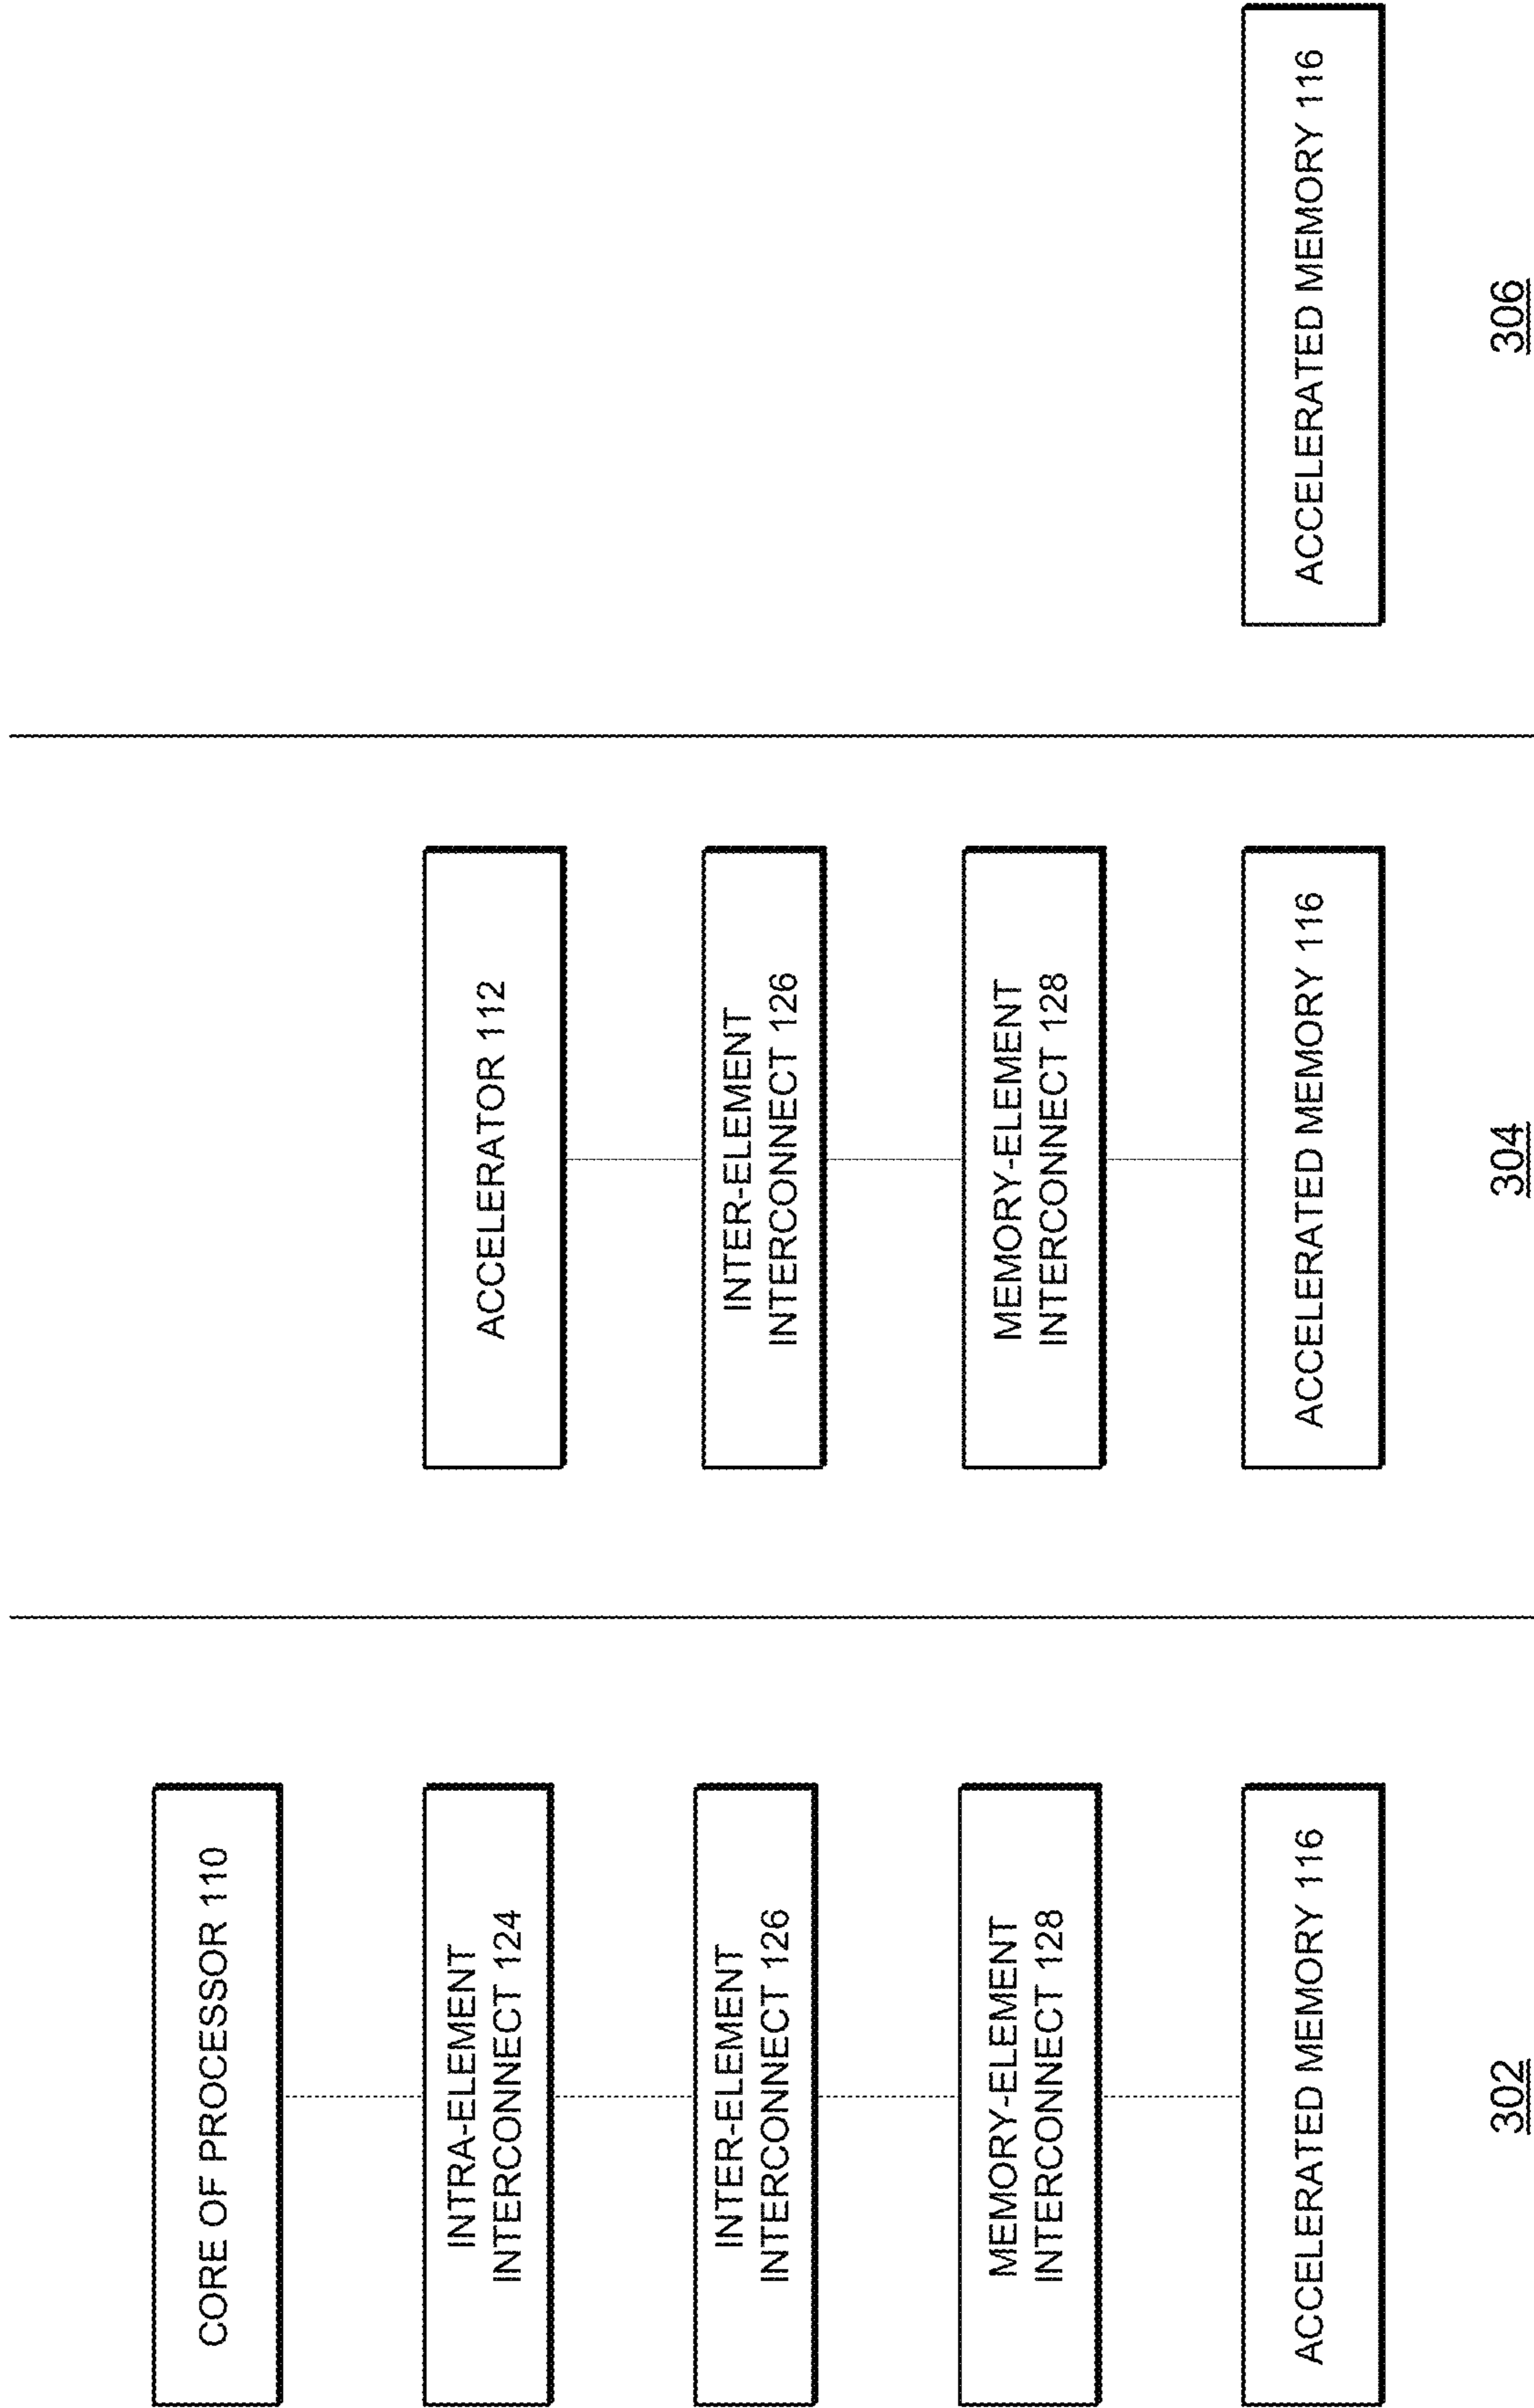 CORE OF PROCESSOR 110
INTRA-ELEMENT
INTERCONNECT 124
INTER-ELEMENT
INTERCONNECT 126
MEMORY-ELEMENT
INTERCONNECT 128
ACCELERATED MEMORY 116
302
ACCELERATOR 112
INTER-ELEMENT
INTERCONNECT 126
MEMORY-ELEMENT
INTERCONNECT 128
ACCELERATED MEMORY 116
304
ACCELERATED MEMORY 116
306